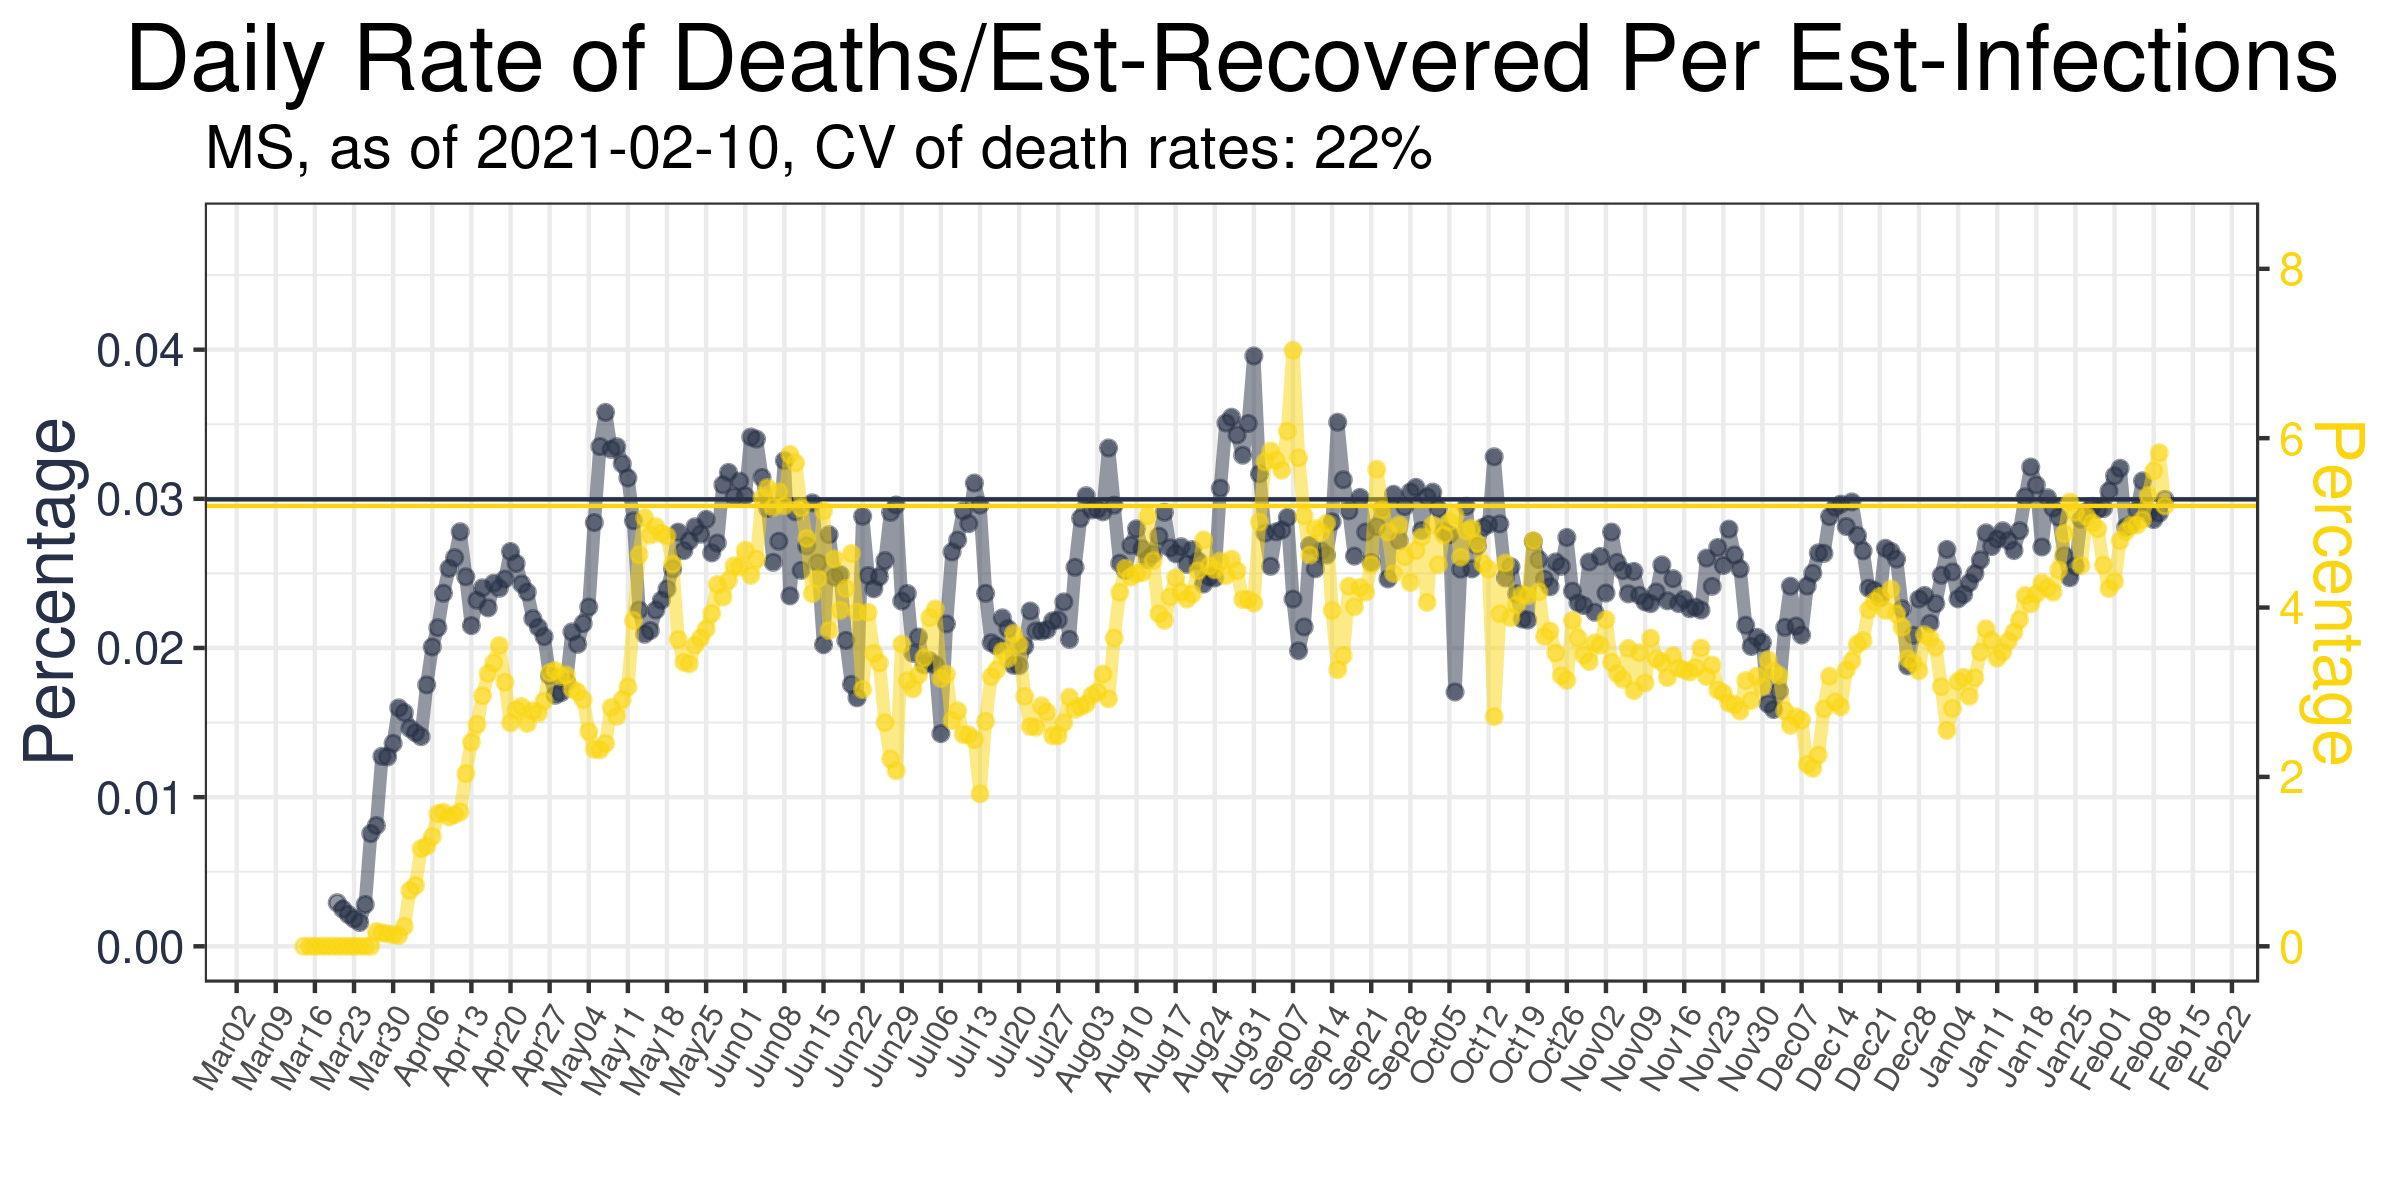 Daily Rate of Deaths/Est-Recovered Per Est-Infections
MS, as of 2021-02-10, CV of death rates: 22%
Percentage
0.04
0.03
0.02
0.01
0.00
8
6
4
2
0
Percentage
Mar02 Mar09 Mar16 Mar23 Mar30 Apr06 Apr13 Apr20 Apr27 May04 May11 May18 May25 Jun01 Jun08 Jun15 Jun22 Jun29 Jul06 Jul13 Jul20 Jul27 Aug03 Aug10 Aug17 Aug24 Aug31 Sep07 Sep14 Sep21 Sep28 Oct05 Oct12 Oct19 Oct26 Nov02 Nov09 Nov16 Nov23 Nov30 Dec07 Dec14 Dec21 Dec28 Jan04 Jan11 Jan18 Jan25 Feb01 Feb08 Feb15 Feb22